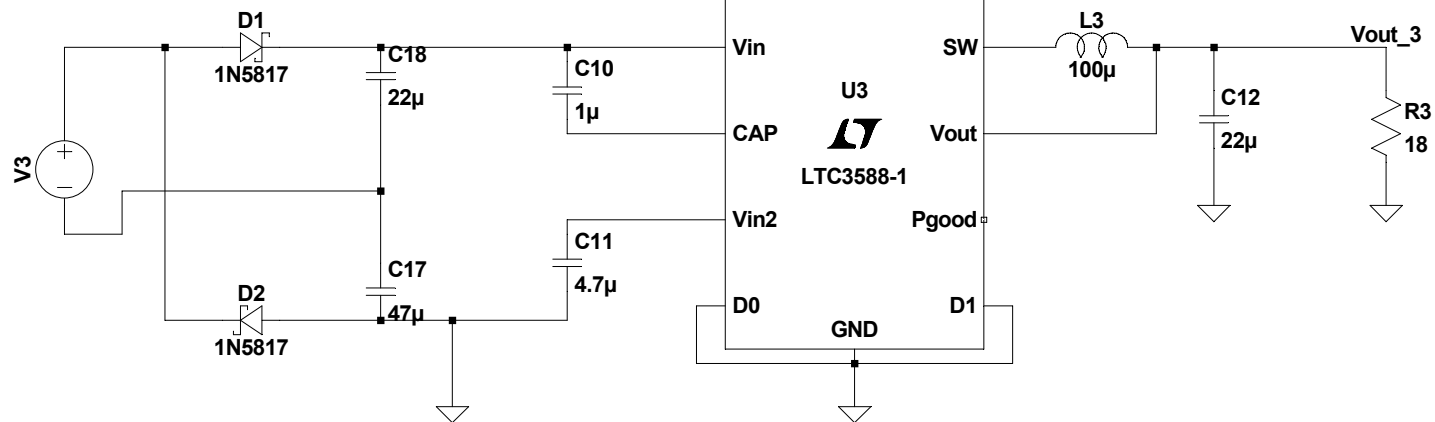 D1
1N5817
C18
22µ
C10
1µ
V3
C17
47µ
D2
1N5817
C11
4.7µ
Vin
CAP
Vin2
D0
GND
U3
LTC3588-1
SW
Vout
Pgood
D1
L3
100µ
C12
22µ
Vout_3
R3
18